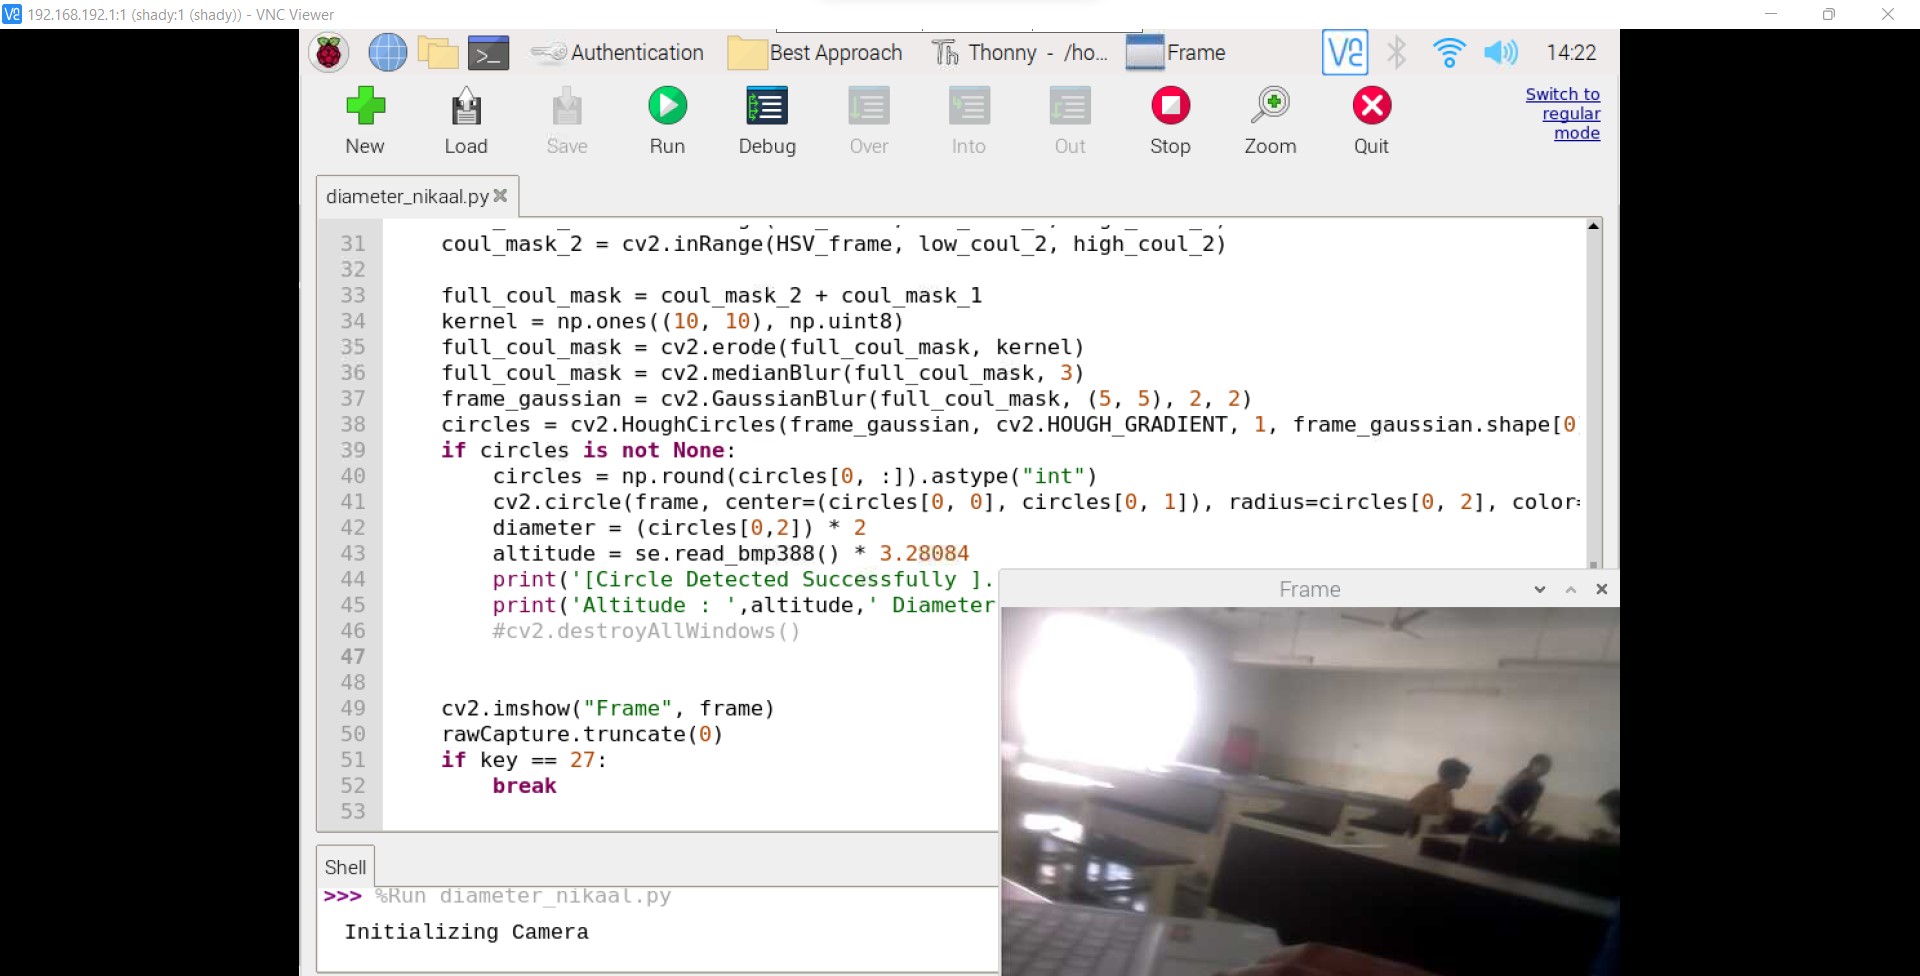 192.168.192.1:1 (shady:1 (shady)) - VNC Viewer
Authentication Best Approach Thonny - /ho... Frame 14:22
New Load Save Run Debug Over Into Out Stop Zoom Quit
Switch to
regular
mode
diameter_nikaal.py
31 coul_mask_2 = cv2.inRange(HSV_frame, low_coul_2, high_coul_2)
32
33 full_coul_mask = coul_mask_2 + coul_mask_1
34 kernel = np.ones((10, 10), np.uint8)
35 full_coul_mask = cv2.erode(full_coul_mask, kernel)
36 full_coul_mask = cv2.medianBlur(full_coul_mask, 3)
37 frame_gaussian = cv2.GaussianBlur(full_coul_mask, (5, 5), 2, 2)
38 circles = cv2.HoughCircles(frame_gaussian, cv2.HOUGH_GRADIENT, 1, frame_gaussian.shape[0
39 if circles is not None:
40 circles = np.round(circles[0, :]).astype("int")
41 cv2.circle(frame, center=(circles[0, 0], circles[0, 1]), radius=circles[0, 2], color=
42 diameter = (circles[0,2]) * 2
43 altitude = se.read_bmp388() * 3.28084
44 print('[Circle Detected Successfully ].
45 print('Altitude : ',altitude,' Diameter
46 #cv2.destroyAllWindows()
47
48
49 cv2.imshow("Frame", frame)
50 rawCapture.truncate(0)
51 if key == 27:
52 break
53
Frame
Shell
>>> %Run diameter_nikaal.py
Initializing Camera